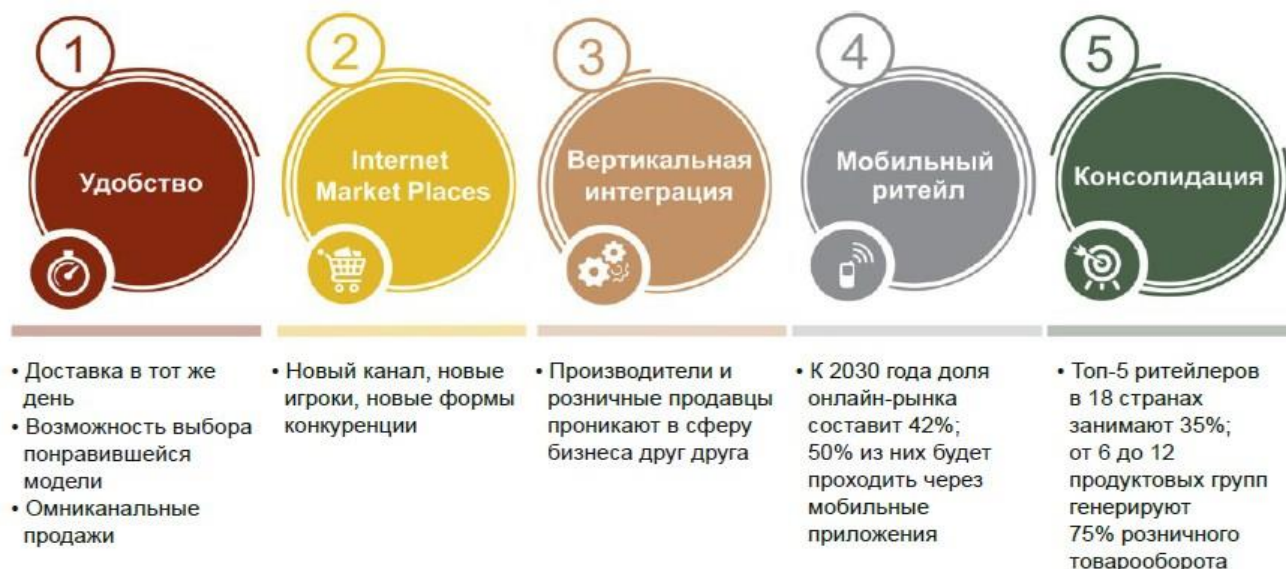 1
Удобство
• Доставка в тот же
день
• Возможность выбора
понравившейся
модели
• Омниканальные
продажи
2
Internet
Market Places
• Новый канал, новые
игроки, новые формы
конкуренции
3
Вертикальная
интеграция
• Производители и
розничные продавцы
проникают в сферу
бизнеса друг друга
4
Мобильный
ритейл
• К 2030 года доля
онлайн-рынка
составит 42%;
50% из них будет
проходить через
мобильные
приложения
5
Консолидация
• Топ-5 ритейлеров
в 18 странах
занимают 35%;
от 6 до 12
продуктовых групп
генерируют
75% розничного
товарооборота